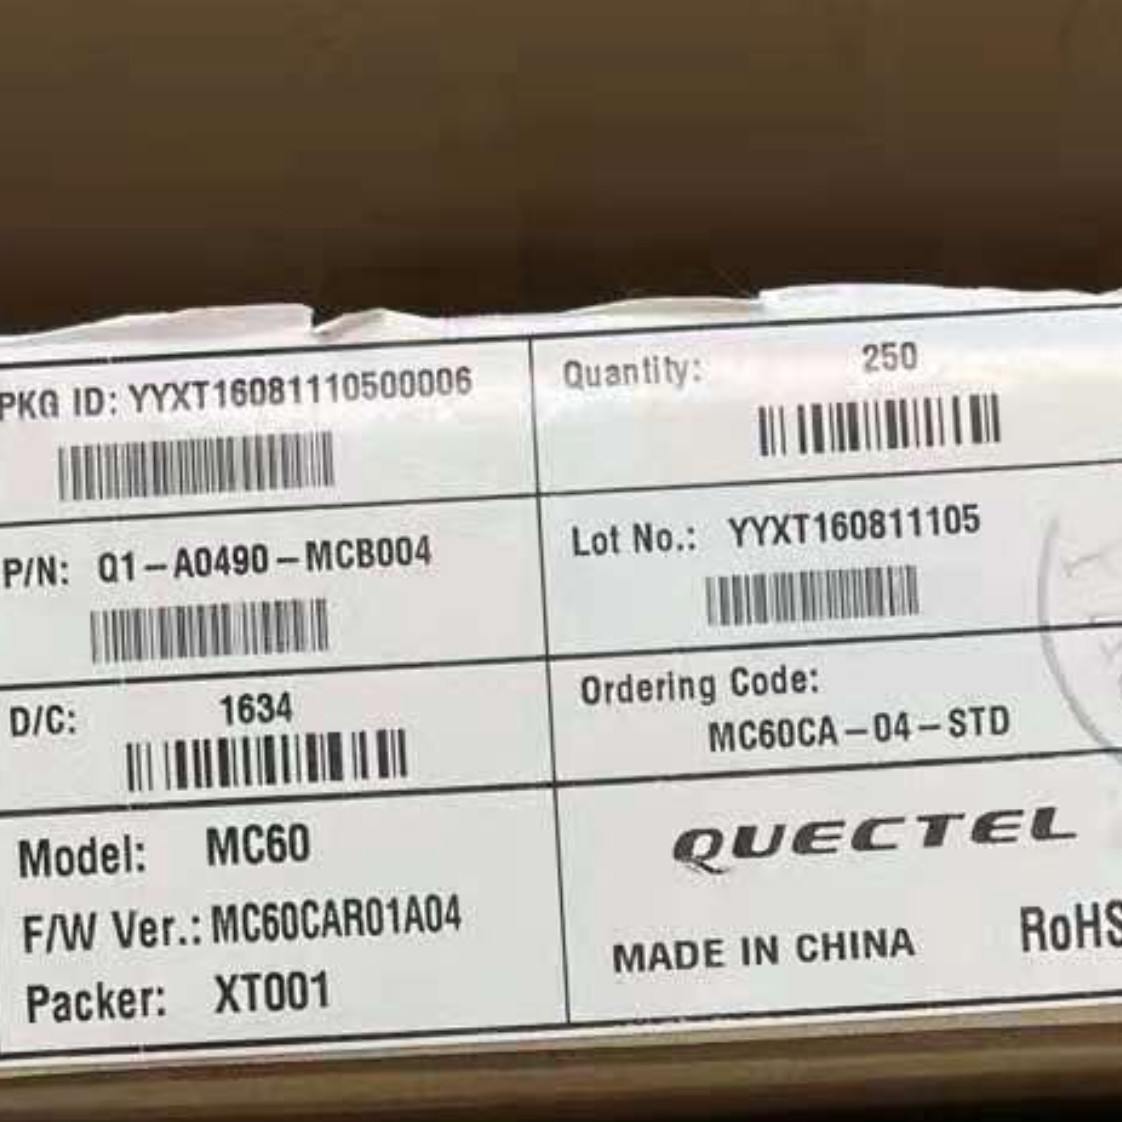 PKG ID: YYXT16081110500006
Quantity: 250
P/N: Q1-A0490-MCB004
Lot No.: YYXT160811105
D/C: 1634
Ordering Code:
MC60CA-04-STD
Model: MC60
F/W Ver.: MC60CAR01A04
Packer: XT001
QUECTEL
MADE IN CHINA
RoHS